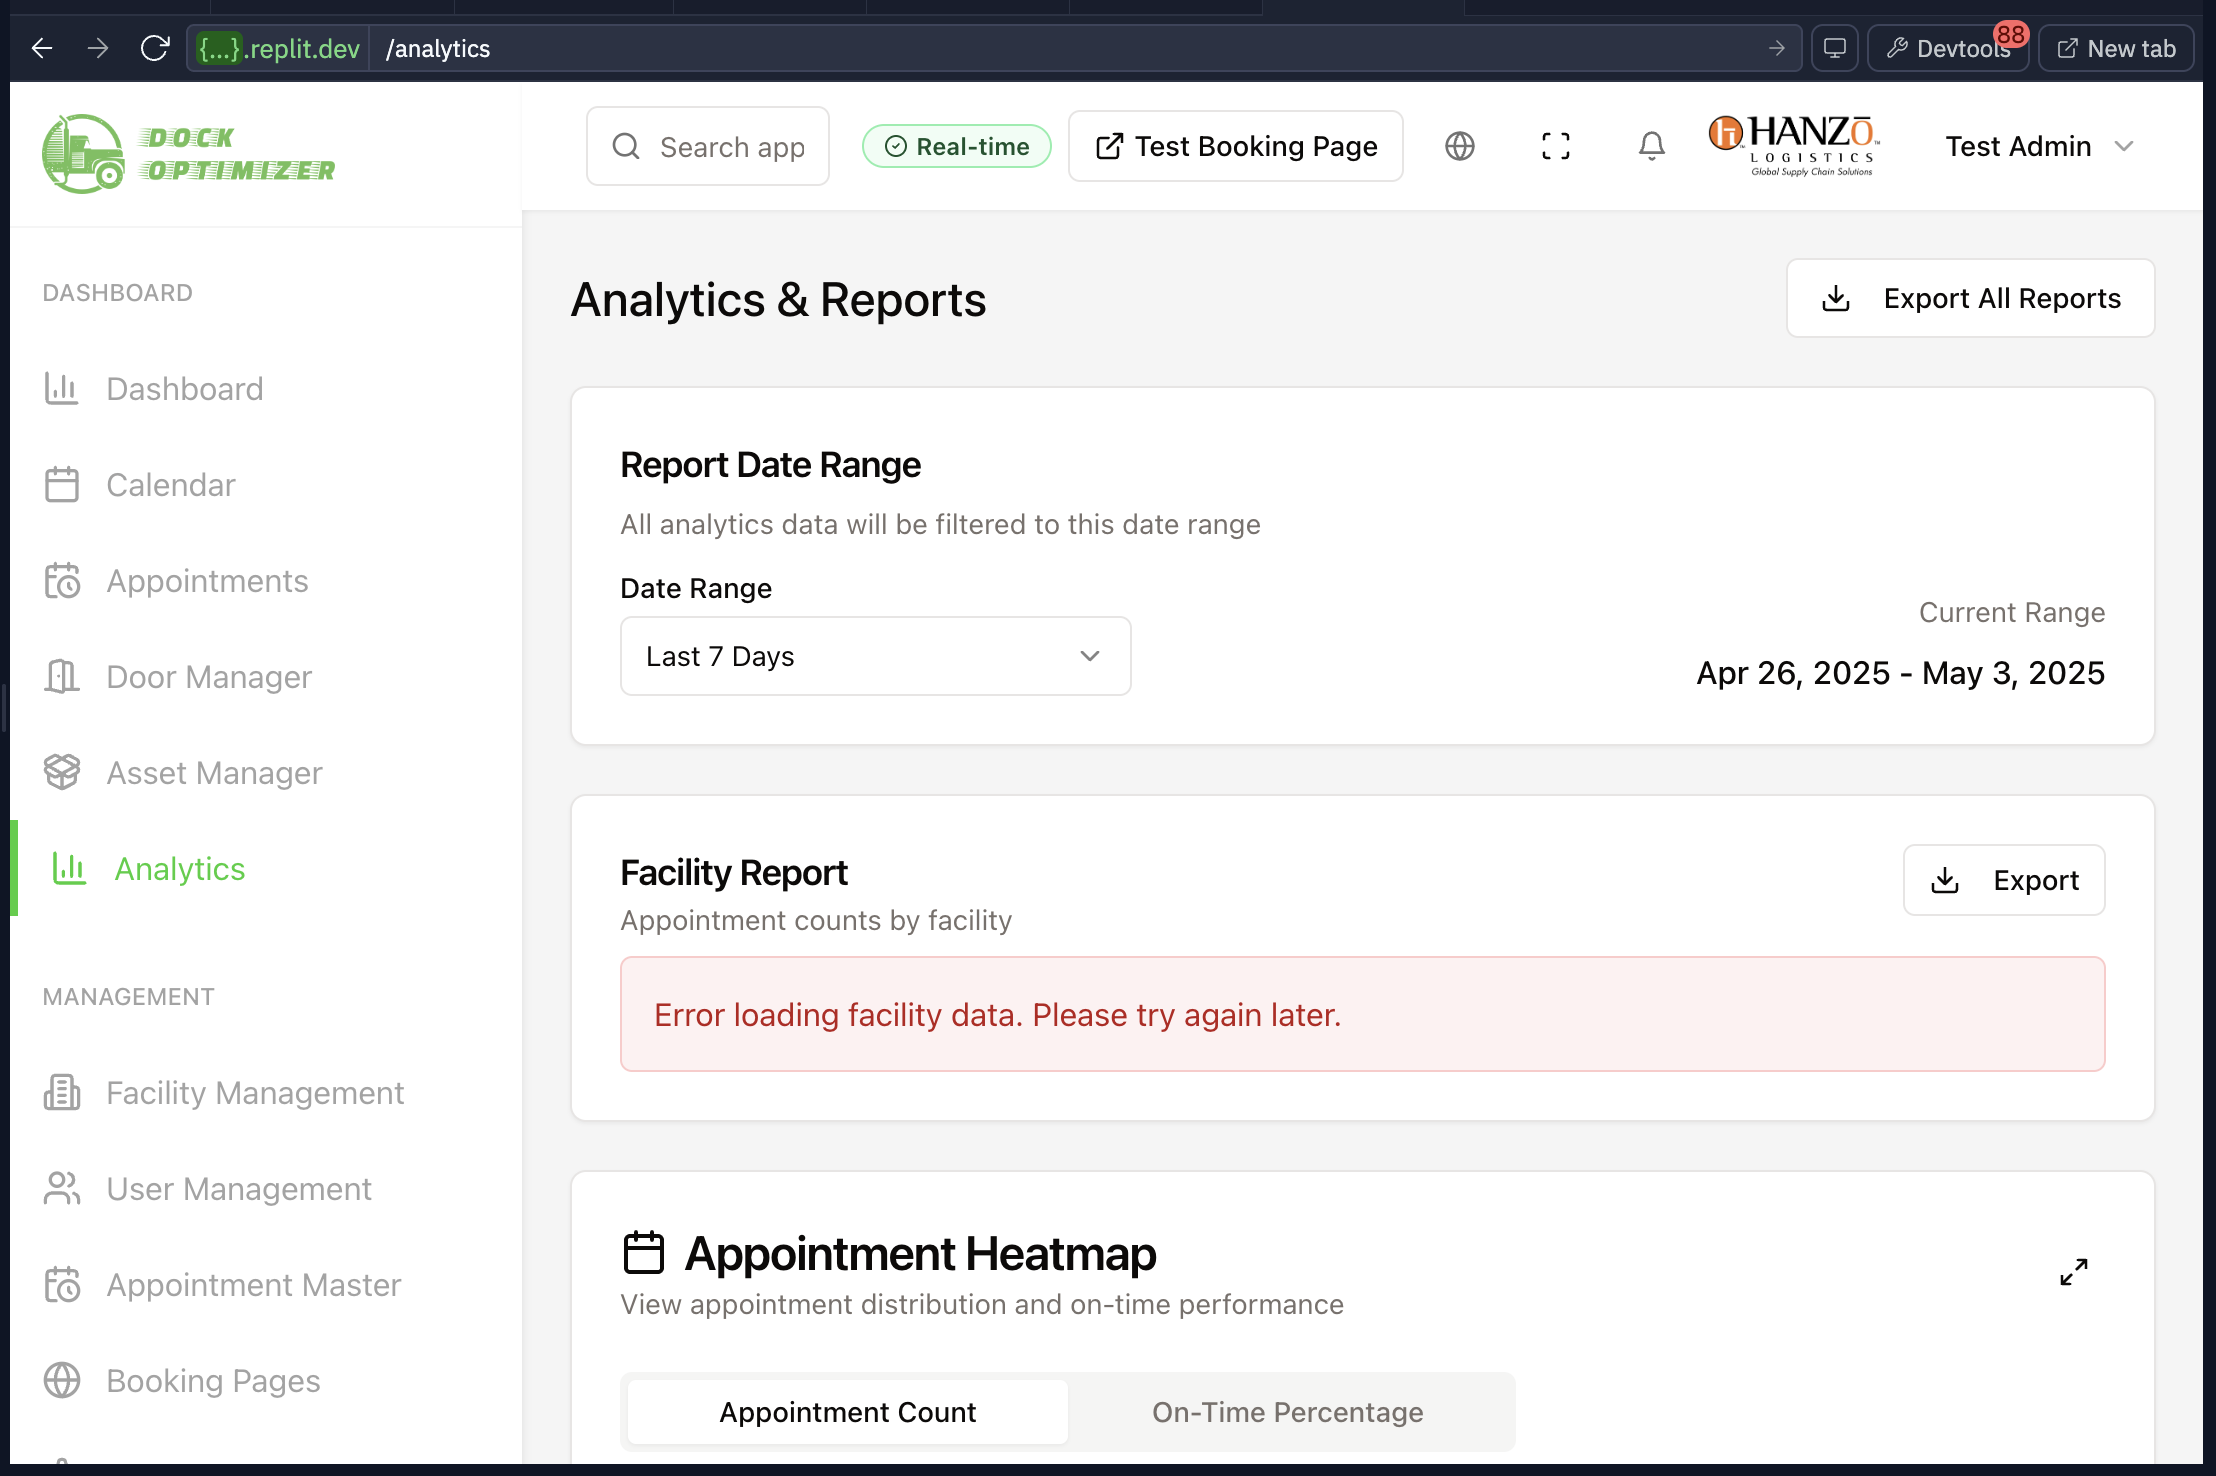 {...}.replit.dev /analytics
Devtools
88
New tab
DOCK
OPTIMIZER
Search app
Real-time
Test Booking Page
HANZŌ
LOGISTICS
Global Supply Chain Solutions
Test Admin
DASHBOARD
Dashboard
Calendar
Appointments
Door Manager
Asset Manager
Analytics
MANAGEMENT
Facility Management
User Management
Appointment Master
Booking Pages
Analytics & Reports
Export All Reports
Report Date Range
All analytics data will be filtered to this date range
Date Range
Last 7 Days
Current Range
Apr 26, 2025 - May 3, 2025
Facility Report
Appointment counts by facility
Export
Error loading facility data. Please try again later.
Appointment Heatmap
View appointment distribution and on-time performance
Appointment Count
On-Time Percentage